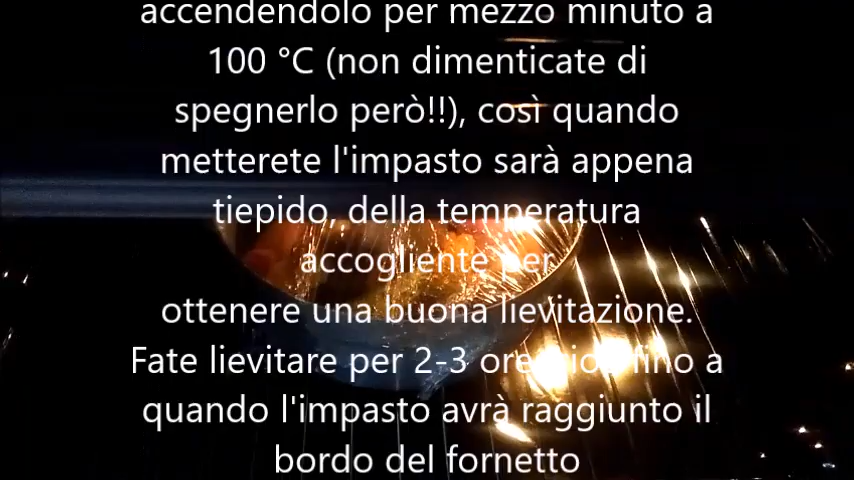 accendendolo per mezzo minuto a
100 °C (non dimenticate di
spegnerlo però!!), così quando
metterete l'impasto sarà appena
tiepido, della temperatura
accogliente per
ottenere una buona lievitazione.
Fate lievitare per 2-3 ore, cioè fino a
quando l'impasto avrà raggiunto il
bordo del fornetto